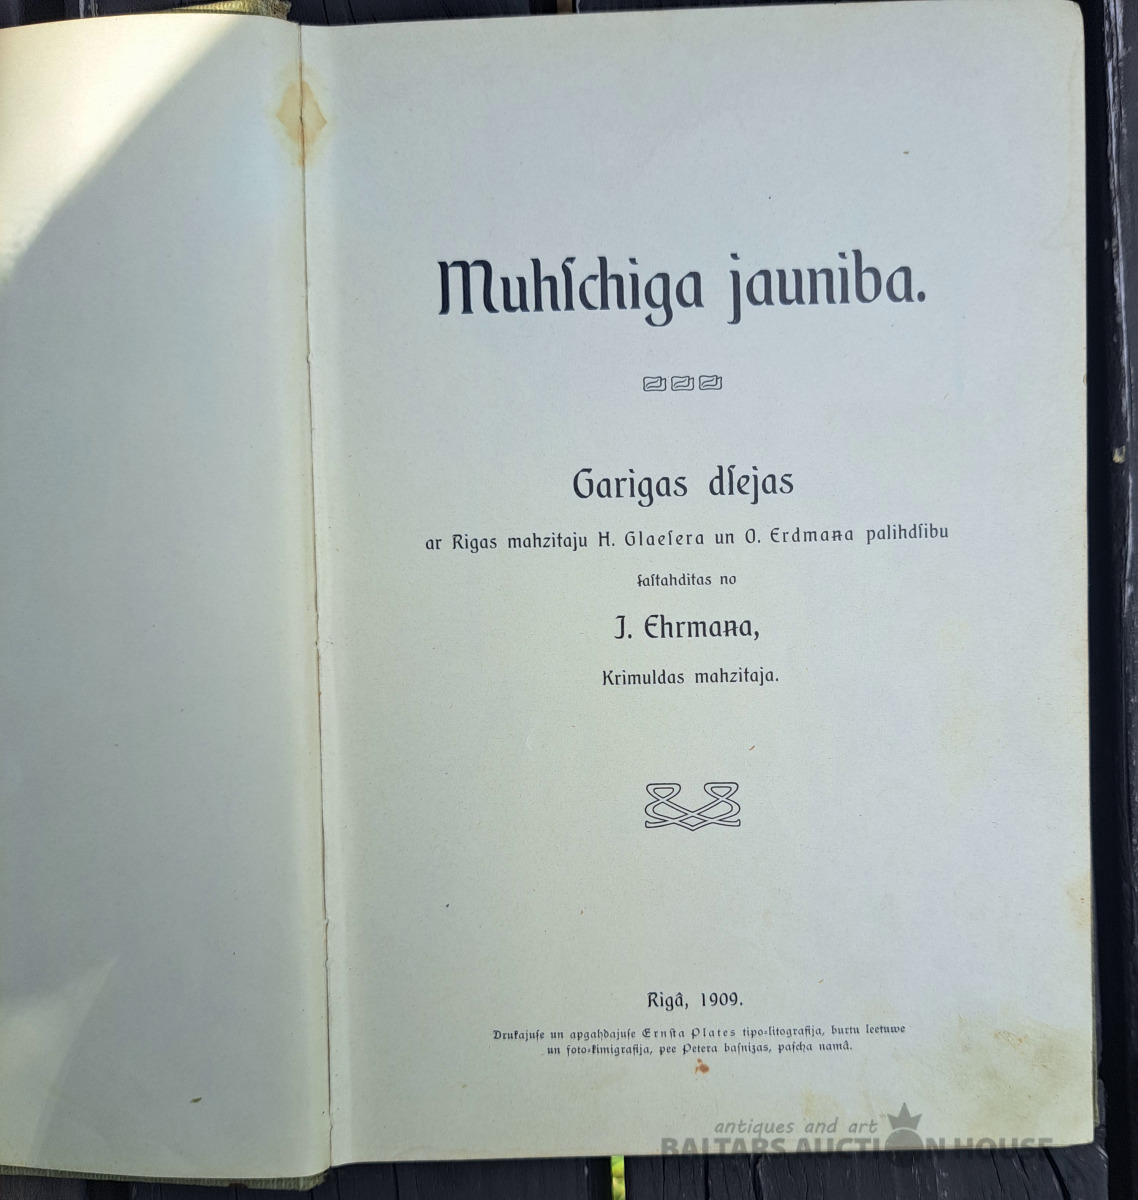 Muhſchiga jauniba.
Garigas dſejas
ar Rigas mahzitaju H. Glaeſera un O. Erdmaꞥa palihdſibu
ſaſtahditas no
J. Ehrmaꞥa,
Krimuldas mahzitaja.
Rigâ, 1909.
Drukajuſe un apgahdajuſe Ernſta Plates tipo-litografija, burtu leetuwe
un foto-kimigrafija, pee Petera baſnizas, paſcha namâ.
antiques and art
BALTARS AUCTION HOUSE